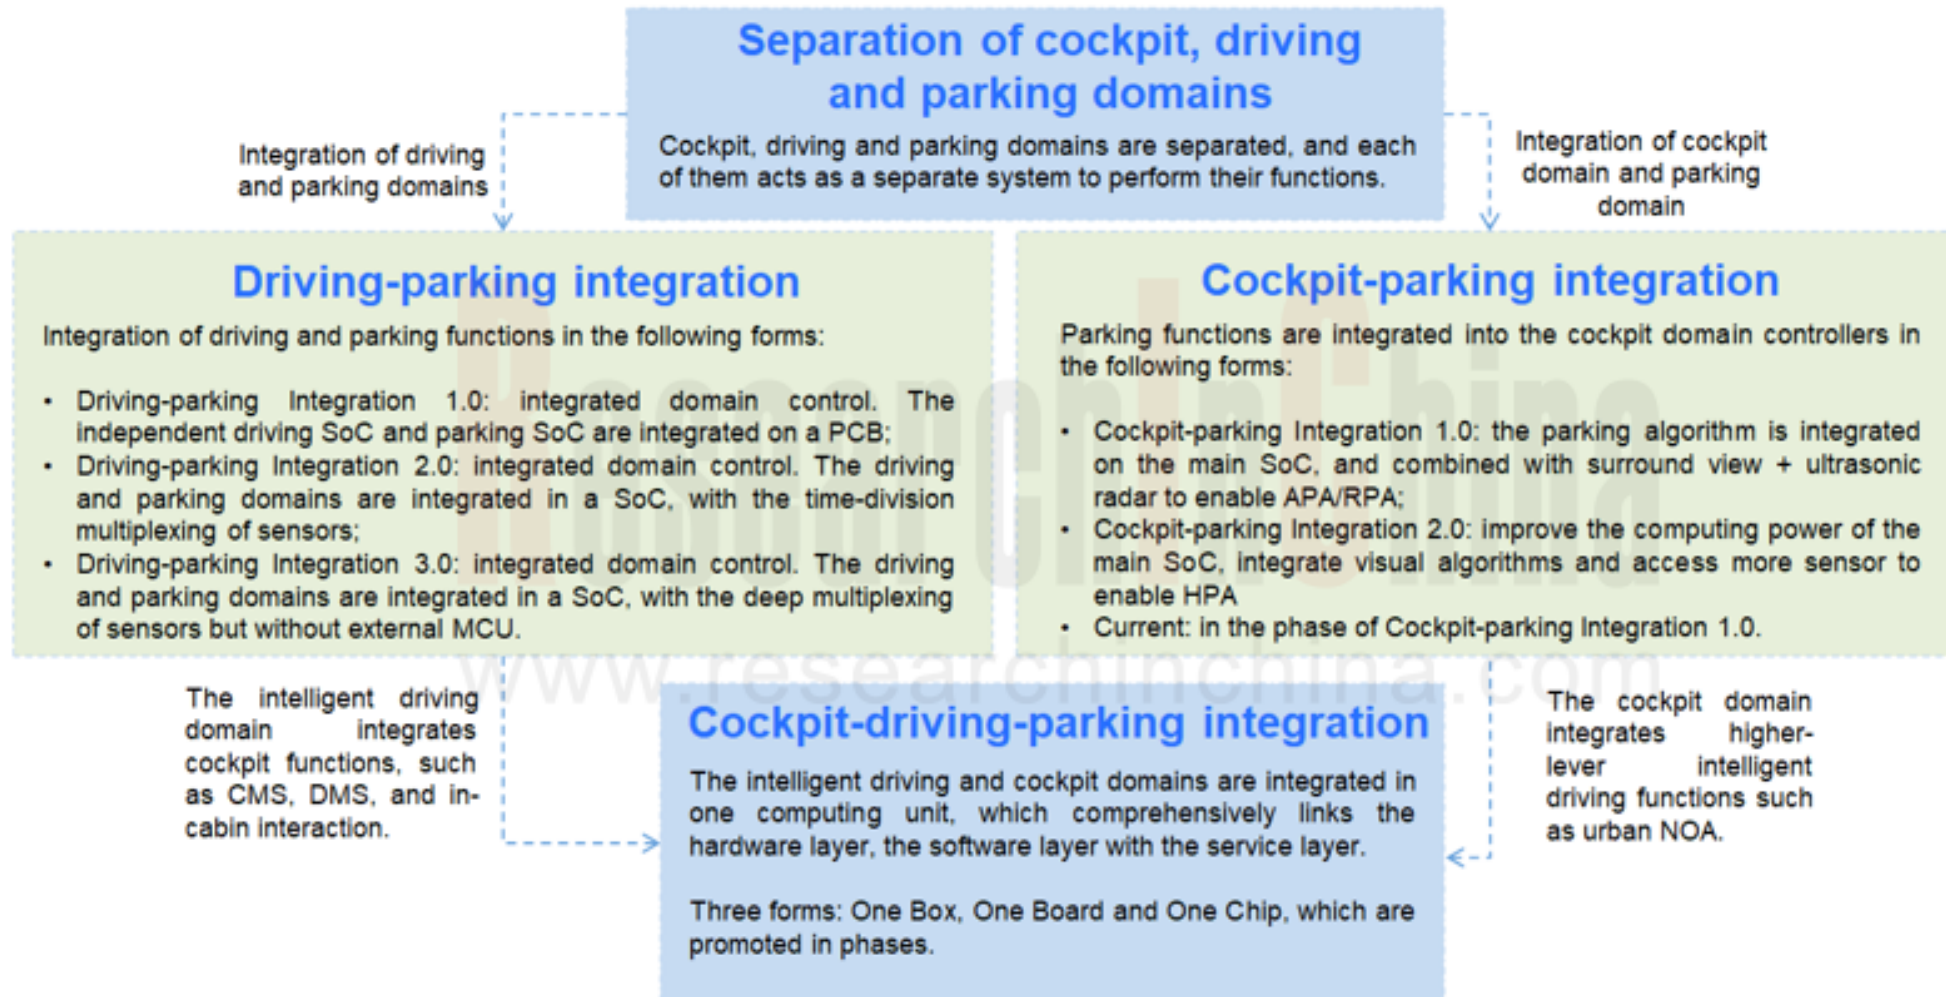 Separation of cockpit, driving
and parking domains
Cockpit, driving and parking domains are separated, and each
of them acts as a separate system to perform their functions.
Integration of driving
and parking domains
Integration of cockpit
domain and parking
domain
Driving-parking integration
Integration of driving and parking functions in the following forms:
• Driving-parking Integration 1.0: integrated domain control. The
independent driving SoC and parking SoC are integrated on a PCB;
• Driving-parking Integration 2.0: integrated domain control. The driving
and parking domains are integrated in a SoC, with the time-division
multiplexing of sensors;
• Driving-parking Integration 3.0: integrated domain control. The driving
and parking domains are integrated in a SoC, with the deep multiplexing
of sensors but without external MCU.
Cockpit-parking integration
Parking functions are integrated into the cockpit domain controllers in
the following forms:
• Cockpit-parking Integration 1.0: the parking algorithm is integrated
on the main SoC, and combined with surround view + ultrasonic
radar to enable APA/RPA;
• Cockpit-parking Integration 2.0: improve the computing power of the
main SoC, integrate visual algorithms and access more sensor to
enable HPA
• Current: in the phase of Cockpit-parking Integration 1.0.
ResearchInChina
www.researchinchina.com
The intelligent driving
domain integrates
cockpit functions, such
as CMS, DMS, and in-
cabin interaction.
Cockpit-driving-parking integration
The intelligent driving and cockpit domains are integrated in
one computing unit, which comprehensively links the
hardware layer, the software layer with the service layer.
Three forms: One Box, One Board and One Chip, which are
promoted in phases.
The cockpit domain
integrates higher-
lever intelligent
driving functions such
as urban NOA.